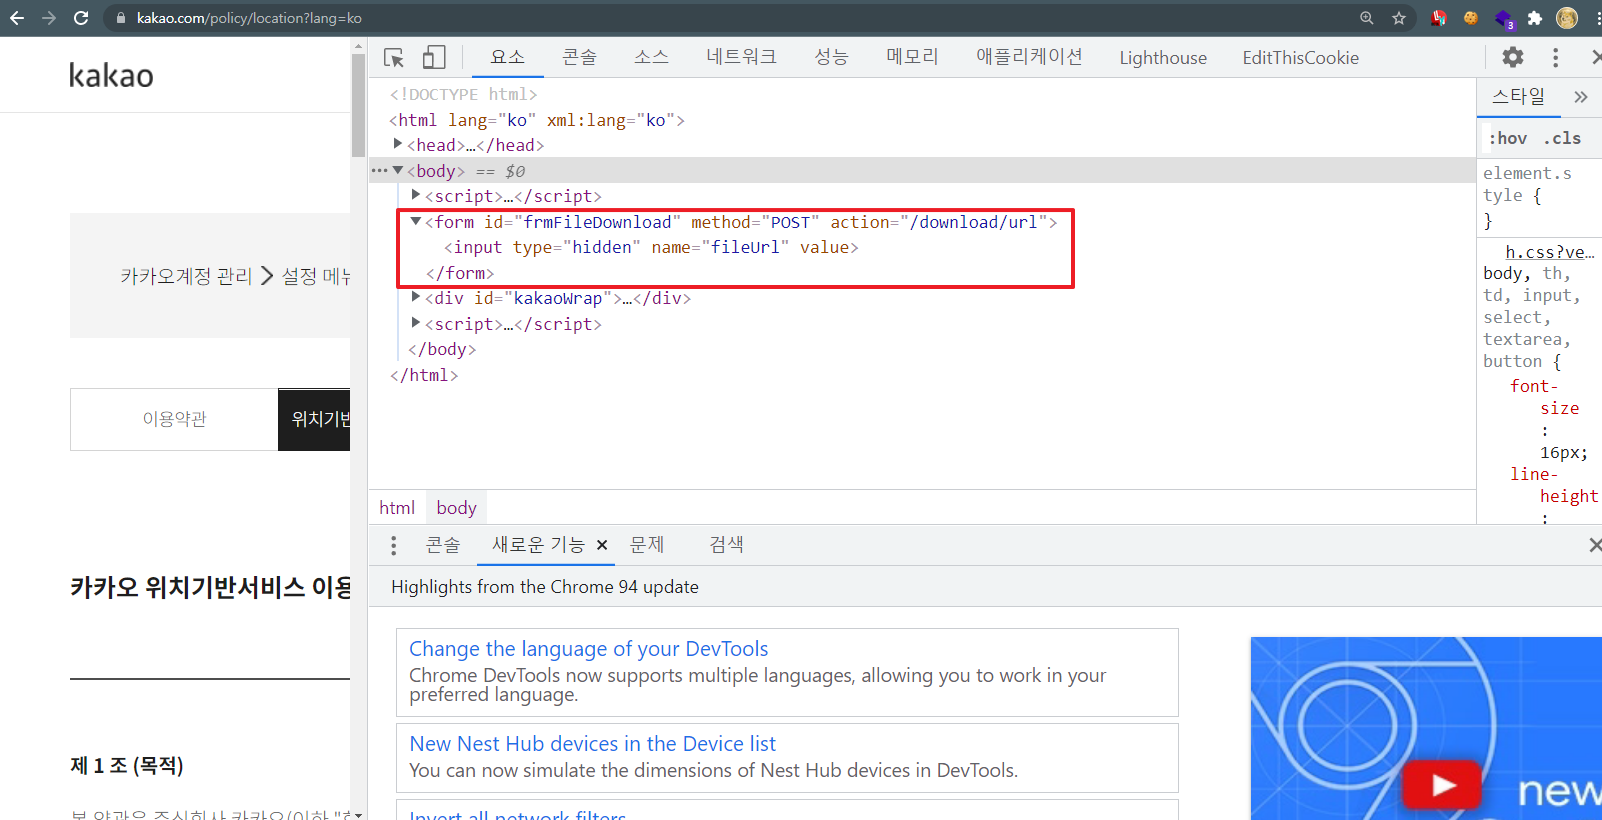 kakao.com/policy/location?lang=ko
3
kakao
카카오계정 관리 > 설정 메뉴
이용약관
위치기반
카카오 위치기반서비스 이용
제 1 조 (목적)
요소 콘솔 소스 네트워크 성능 메모리 애플리케이션 Lighthouse EditThisCookie
<!DOCTYPE html>
<html lang="ko" xml:lang="ko">
<head>…</head>
<body> == $0
<script>…</script>
<form id="frmFileDownload" method="POST" action="/download/url">
<input type="hidden" name="fileUrl" value>
</form>
<div id="kakaoWrap">…</div>
<script>…</script>
</body>
</html>
html body
스타일 »
:hov .cls
element.s
tyle {
}
h.css?ve…
body, th,
td, input,
select,
textarea,
button {
font-
size
:
16px;
line-
height
:
콘솔 새로운 기능 × 문제 검색
Highlights from the Chrome 94 update
Change the language of your DevTools
Chrome DevTools now supports multiple languages, allowing you to work in your
preferred language.
New Nest Hub devices in the Device list
You can now simulate the dimensions of Nest Hub devices in DevTools.
Invert all network filters
new